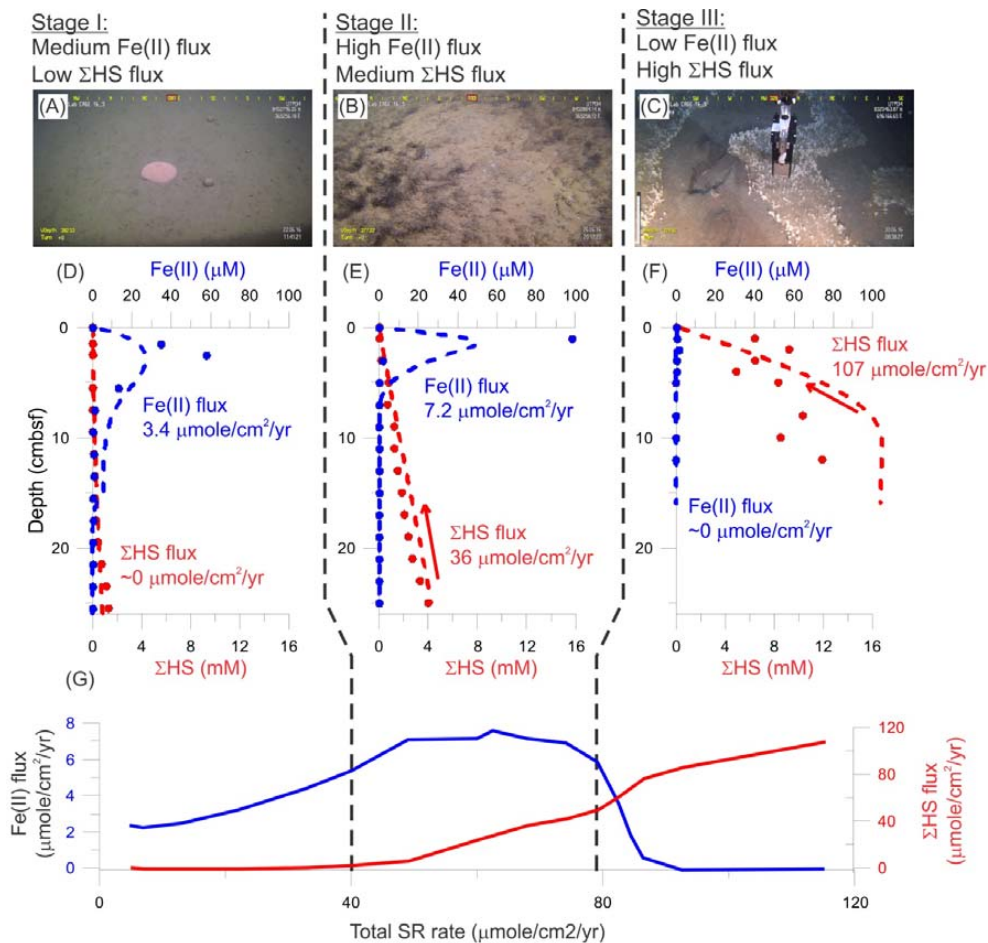 Stage I:
Medium Fe(II) flux
Low ΣHS flux
Stage II:
High Fe(II) flux
Medium ΣHS flux
Stage III:
Low Fe(II) flux
High ΣHS flux
(A)
(B)
(C)
(D)
Fe(II) (μM)
0 20 40 60 80 100
0
10
20
Depth (cmbsf)
Fe(II) flux
3.4 μmole/cm²/yr
ΣHS flux
~0 μmole/cm²/yr
0 4 8 12 16
ΣHS (mM)
(E)
Fe(II) (μM)
0 20 40 60 80 100
0
10
20
Fe(II) flux
7.2 μmole/cm²/yr
ΣHS flux
36 μmole/cm²/yr
0 4 8 12 16
ΣHS (mM)
(F)
Fe(II) (μM)
0 20 40 60 80 100
0
10
20
ΣHS flux
107 μmole/cm²/yr
Fe(II) flux
~0 μmole/cm²/yr
0 4 8 12 16
ΣHS (mM)
(G)
8
6
4
2
0
Fe(II) flux
(μmole/cm²/yr)
120
80
40
0
ΣHS flux
(μmole/cm²/yr)
0 40 80 120
Total SR rate (μmole/cm2/yr)